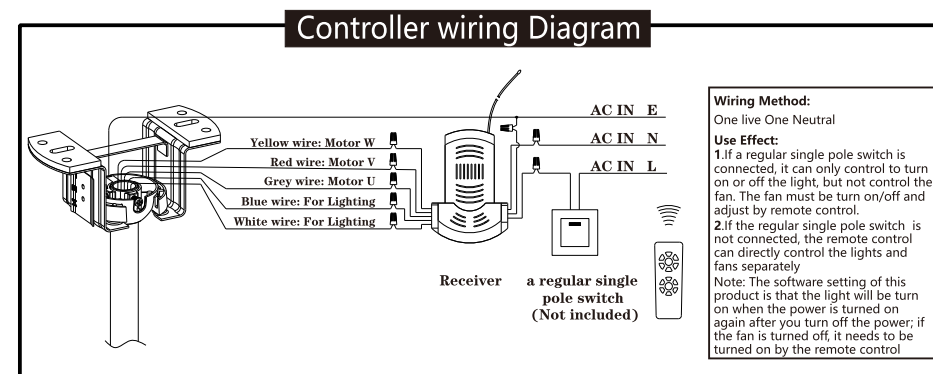 Controller wiring Diagram
AC IN E
AC IN N
AC IN L
Yellow wire: Motor W
Red wire: Motor V
Grey wire: Motor U
Blue wire: For Lighting
White wire: For Lighting
Receiver
a regular single
pole switch
(Not included)
Wiring Method:
One live One Neutral
Use Effect:
1.If a regular single pole switch is
connected, it can only control to turn
on or off the light, but not control the
fan. The fan must be turn on/off and
adjust by remote control.
2.If the regular single pole switch is
not connected, the remote control
can directly control the lights and
fans separately
Note: The software setting of this
product is that the light will be turn
on when the power is turned on
again after you turn off the power; if
the fan is turned off, it needs to be
turned on by the remote control